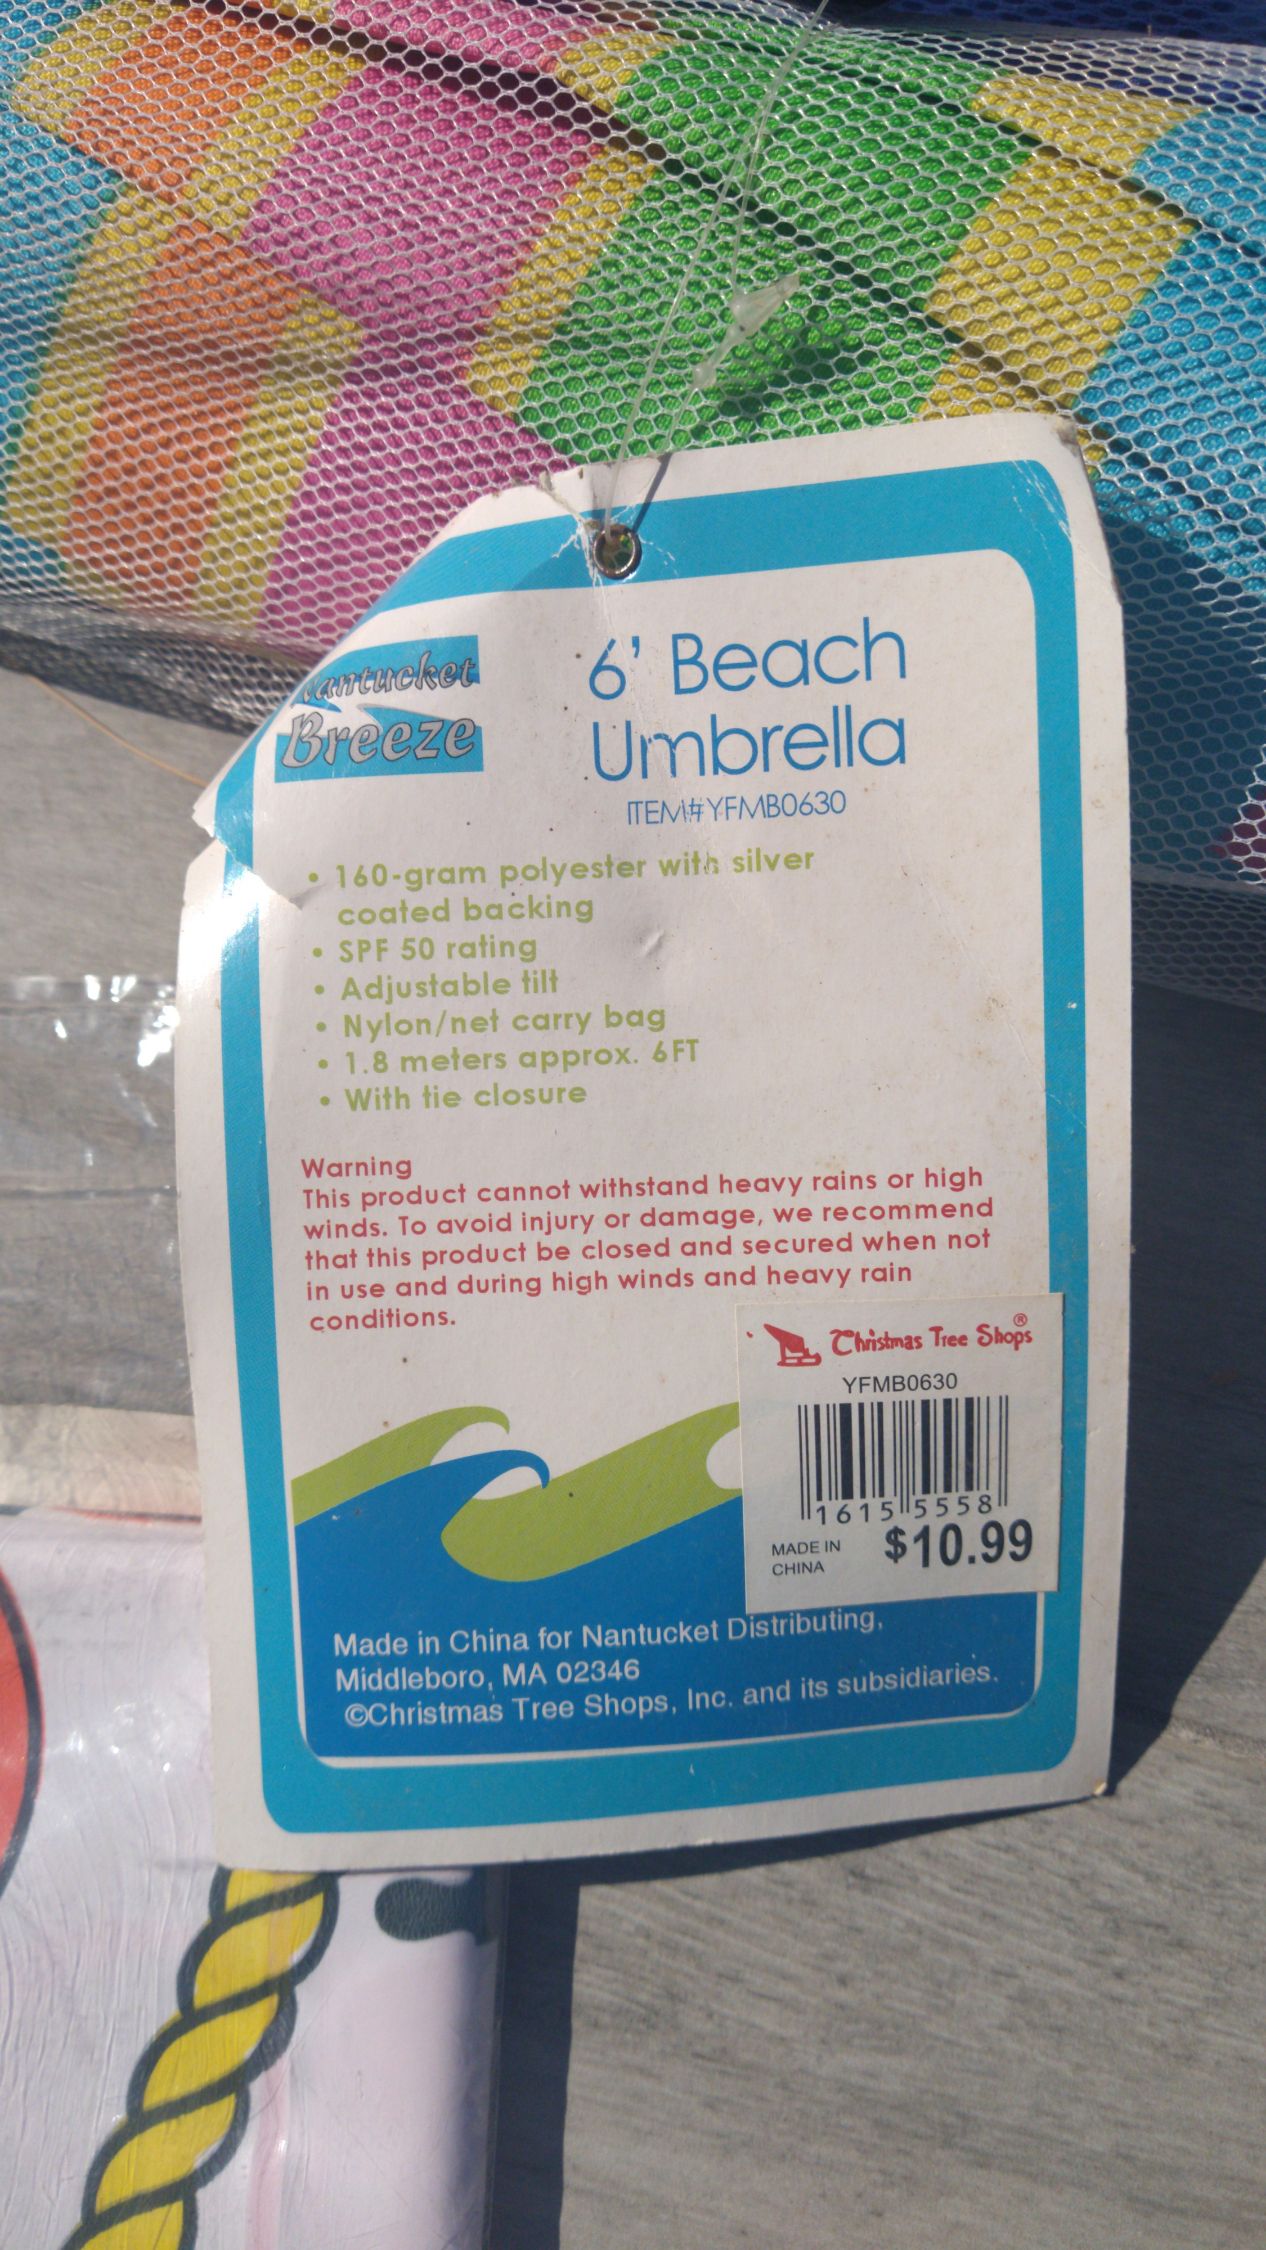 Nantucket
Breeze
6' Beach
Umbrella
ITEM#YFMB0630
• 160-gram polyester with silver
coated backing
• SPF 50 rating
• Adjustable tilt
• Nylon/net carry bag
• 1.8 meters approx. 6FT
• With tie closure
Warning
This product cannot withstand heavy rains or high
winds. To avoid injury or damage, we recommend
that this product be closed and secured when not
in use and during high winds and heavy rain
conditions.
Christmas Tree Shops®
YFMB0630
16155558
MADE IN
CHINA
$10.99
Made in China for Nantucket Distributing,
Middleboro, MA 02346
©Christmas Tree Shops, Inc. and its subsidiaries.